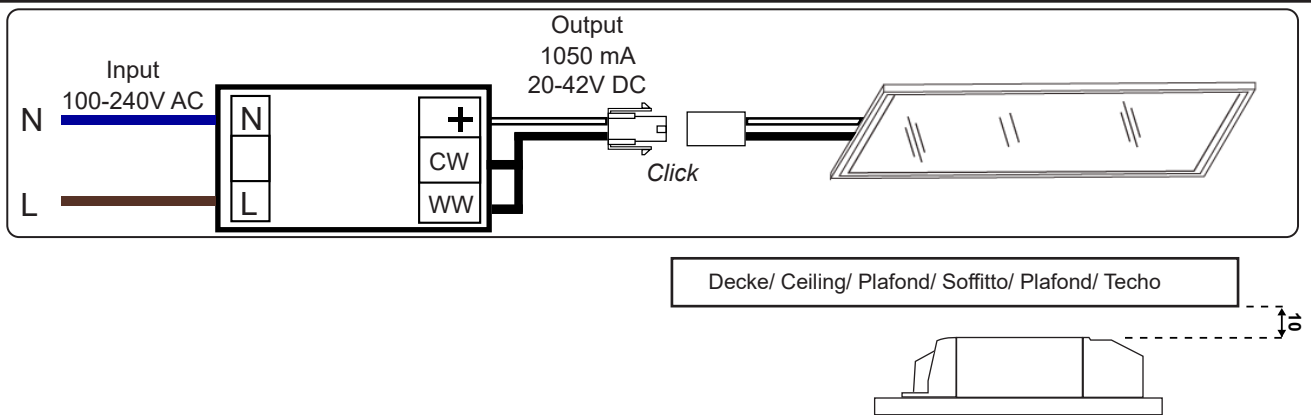 Output
1050 mA
20-42V DC
Input
100-240V AC
N
N
+
CW
Click
L
L
WW
Decke/ Ceiling/ Plafond/ Soffitto/ Plafond/ Techo
10